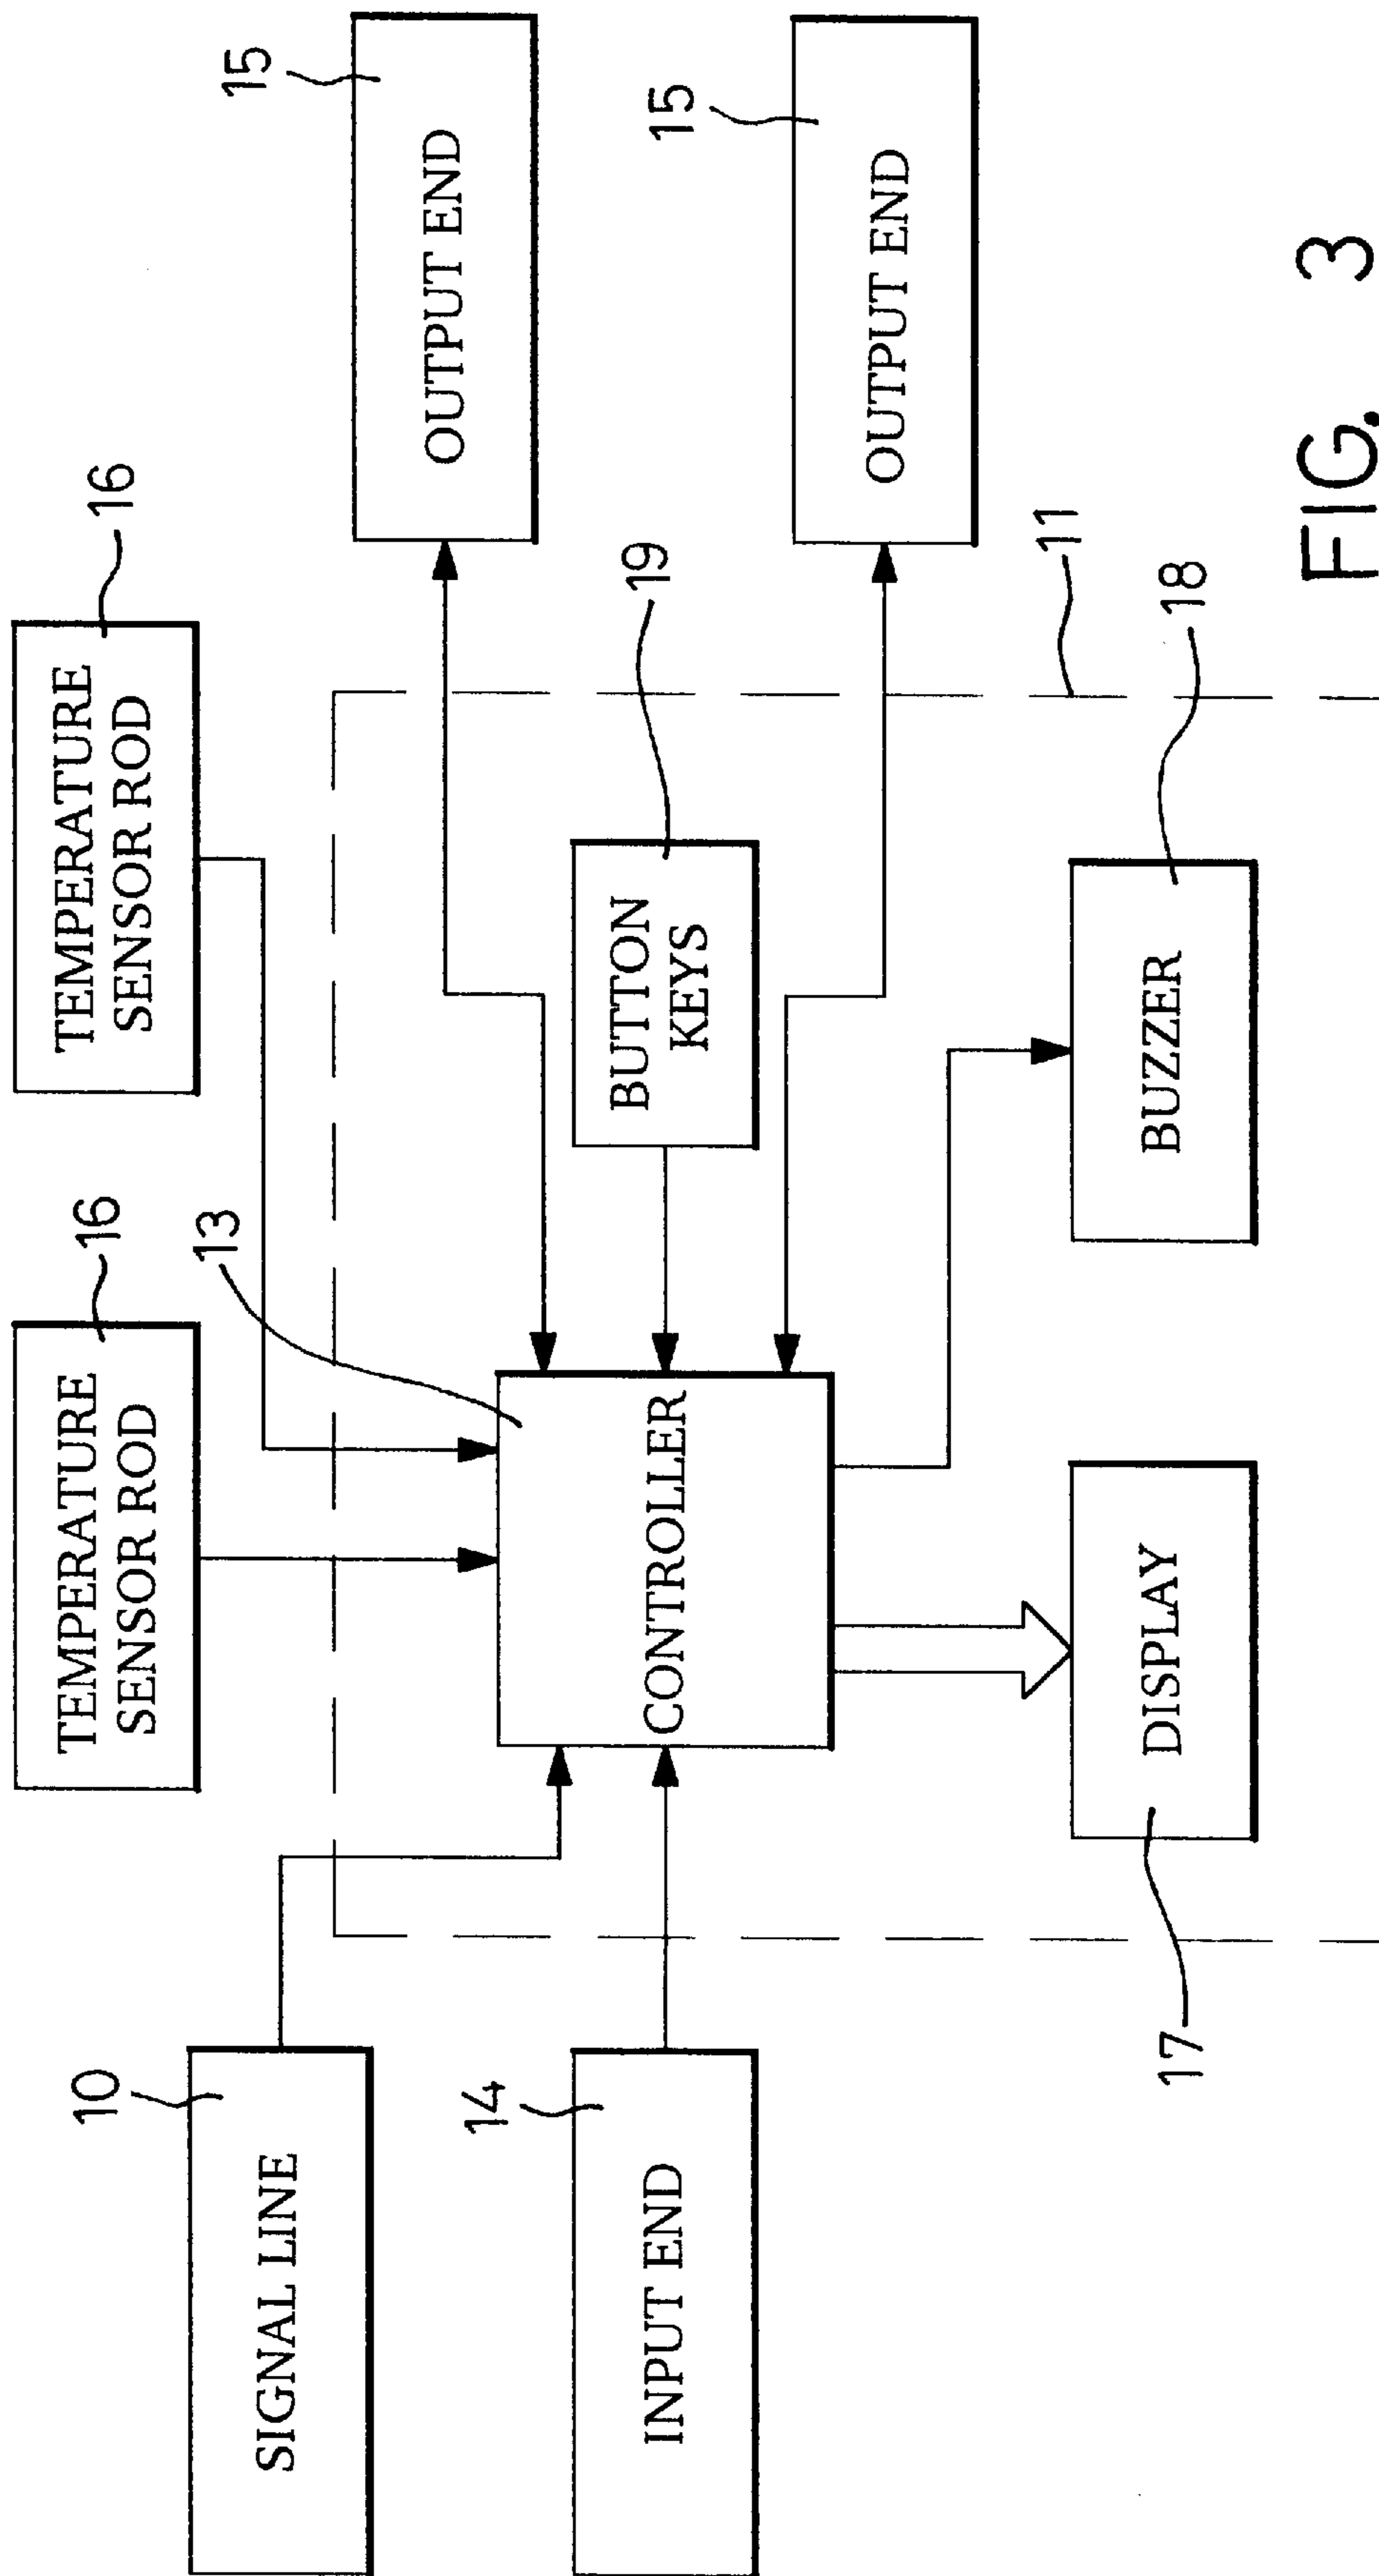 16
TEMPERATURE
SENSOR ROD
16
TEMPERATURE
SENSOR ROD
10
SIGNAL LINE
13
15
OUTPUT END
14
INPUT END
CONTROLLER
BUTTON
KEYS
19
15
OUTPUT END
11
17
DISPLAY
BUZZER
18
FIG. 3